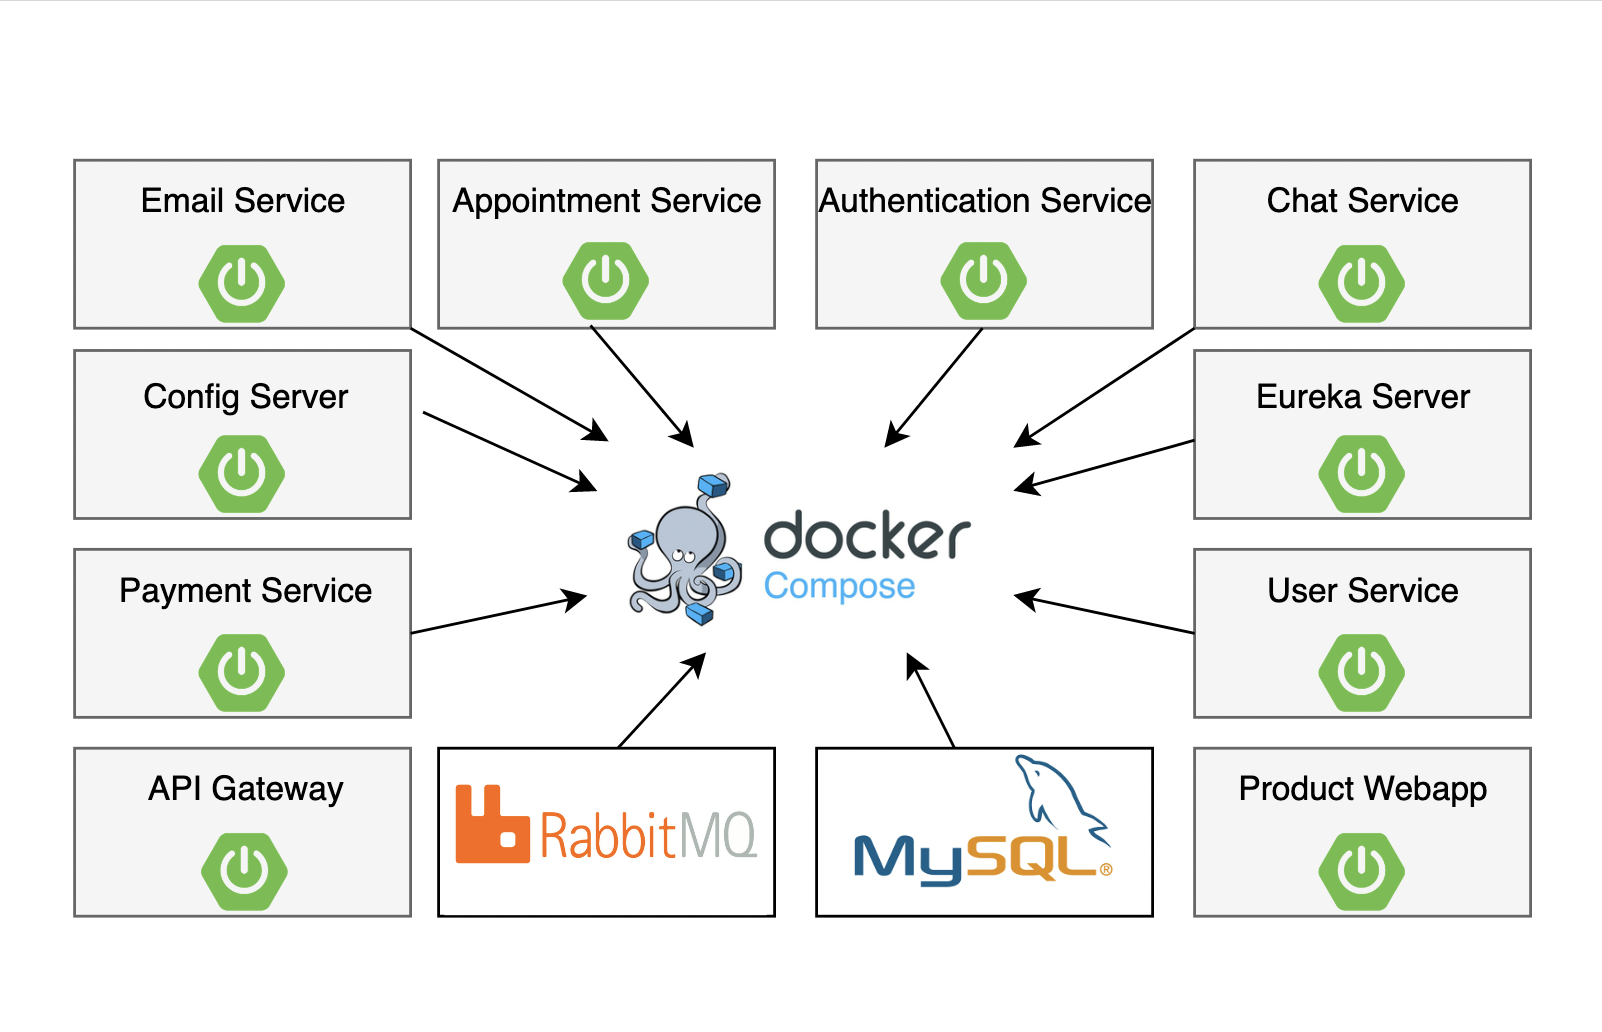 Email Service
Appointment Service
Authentication Service
Chat Service
Config Server
Eureka Server
docker
Compose
Payment Service
User Service
API Gateway
RabbitMQ
MySQL®
Product Webapp